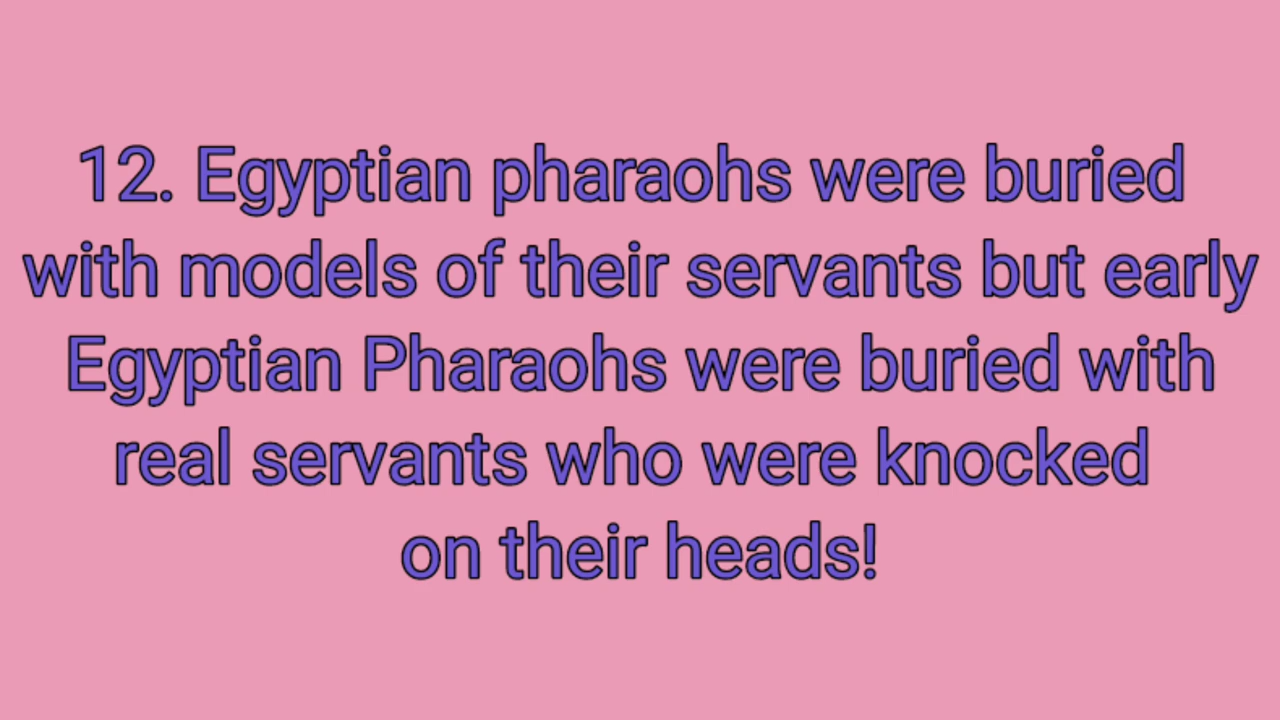 12. Egyptian pharaohs were buried
with models of their servants but early
Egyptian Pharaohs were buried with
real servants who were knocked
on their heads!